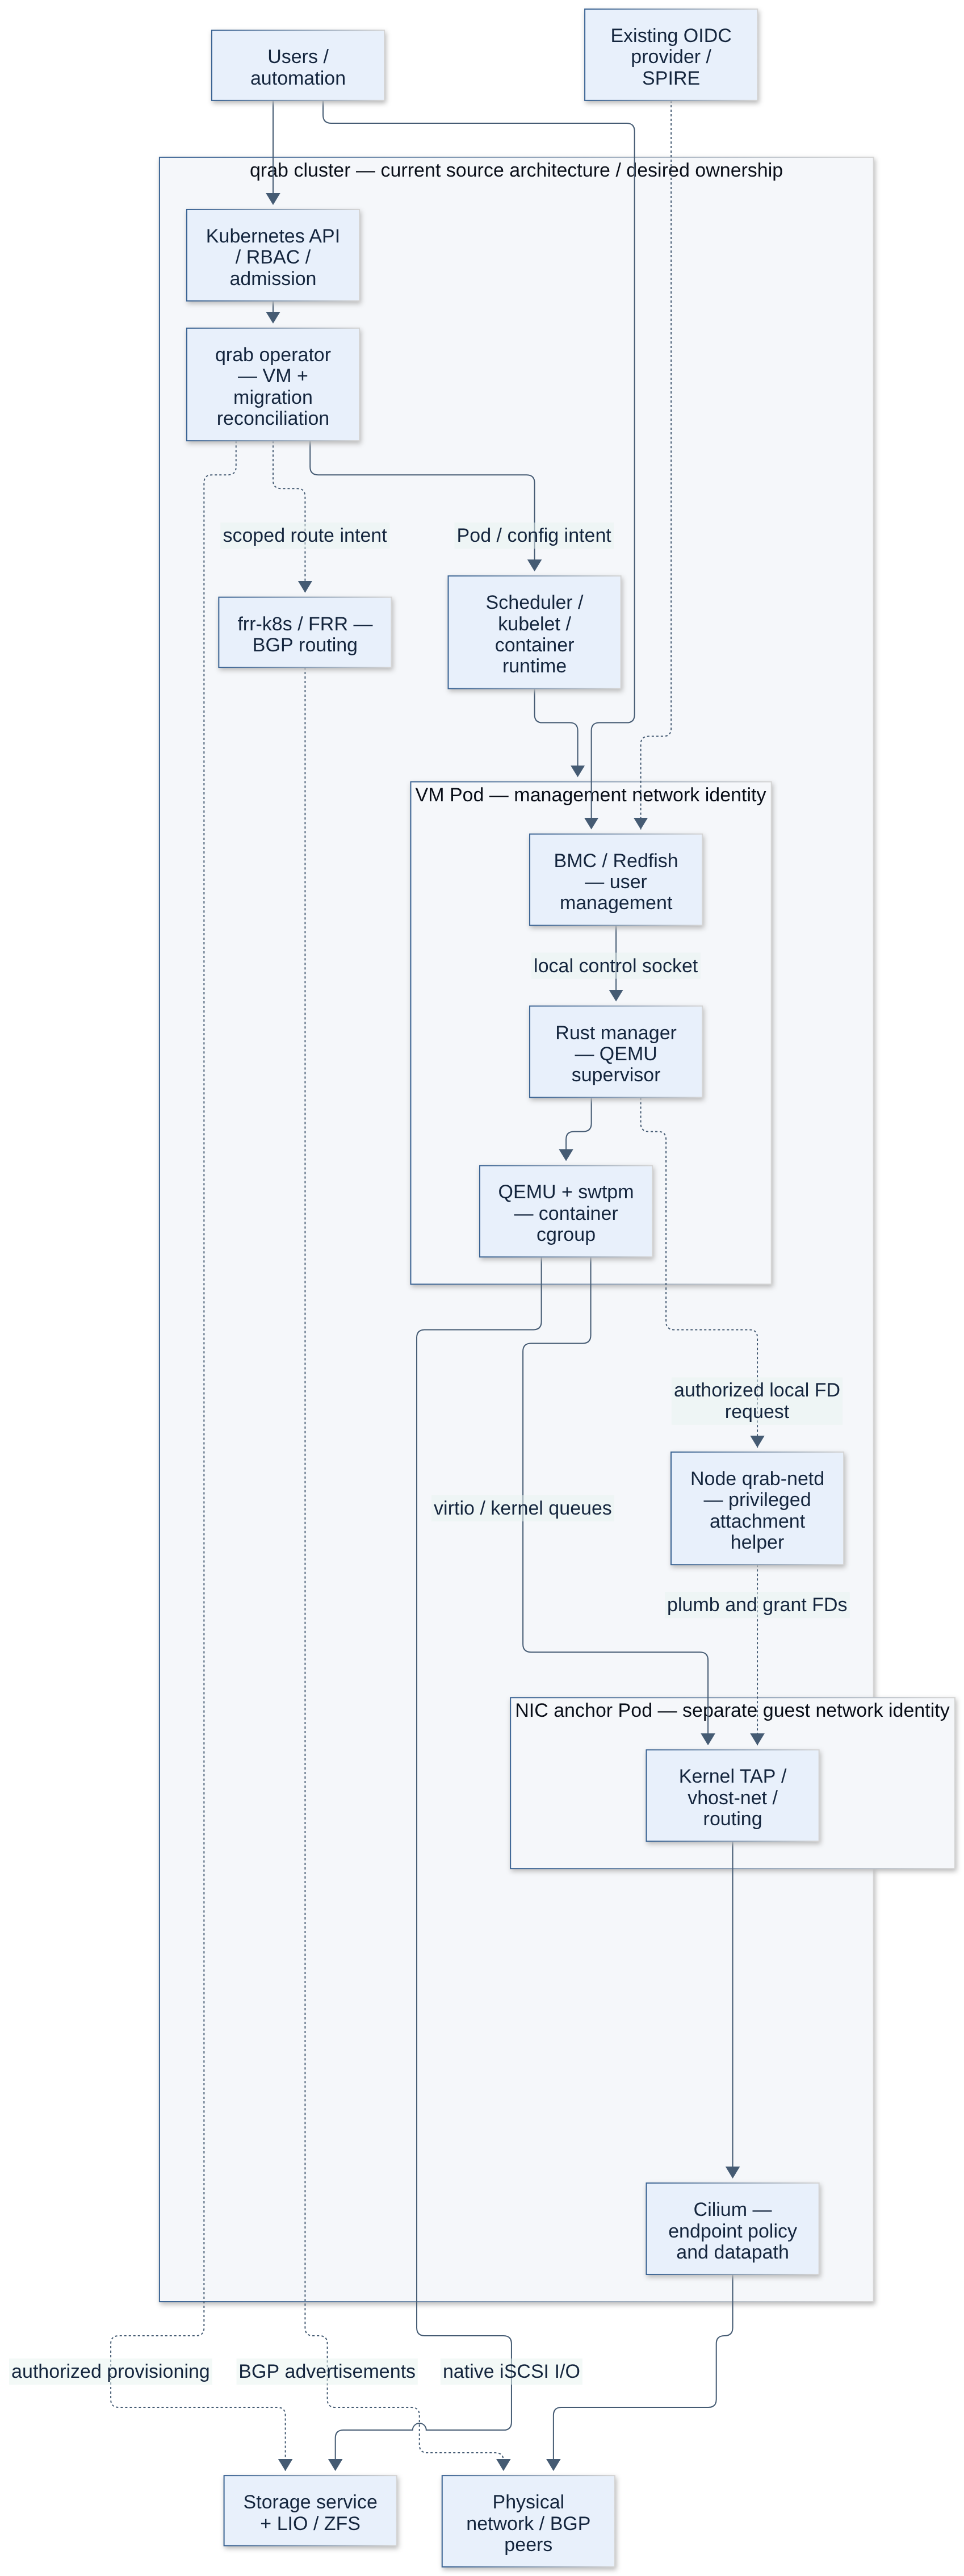 Existing OIDC
provider /
SPIRE
Users /
automation
qrab cluster — current source architecture / desired ownership
Kubernetes API
/ RBAC /
admission
qrab operator
— VM +
migration
reconciliation
scoped route intent
Pod / config intent
Scheduler /
kubelet /
container
runtime
frr-k8s / FRR —
BGP routing
VM Pod — management network identity
BMC / Redfish
— user
management
local control socket
Rust manager
— QEMU
supervisor
QEMU + swtpm
— container
cgroup
authorized local FD
request
Node qrab-netd
— privileged
attachment
helper
virtio / kernel queues
plumb and grant FDs
NIC anchor Pod — separate guest network identity
Kernel TAP /
vhost-net /
routing
Cilium —
endpoint policy
and datapath
authorized provisioning
BGP advertisements
native iSCSI I/O
Storage service
+ LIO / ZFS
Physical
network / BGP
peers